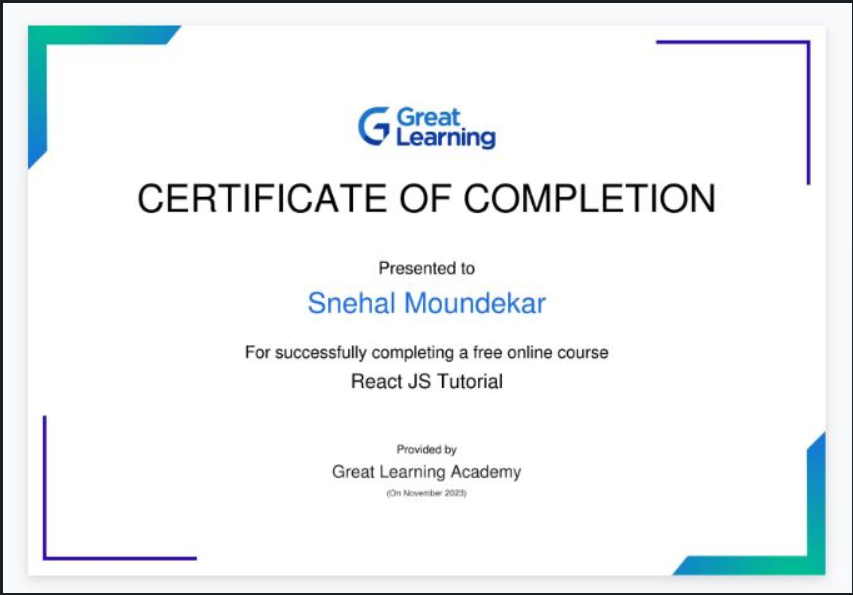 Great
Learning
CERTIFICATE OF COMPLETION
Presented to
Snehal Moundekar
For successfully completing a free online course
React JS Tutorial
Provided by
Great Learning Academy
(On November 2023)